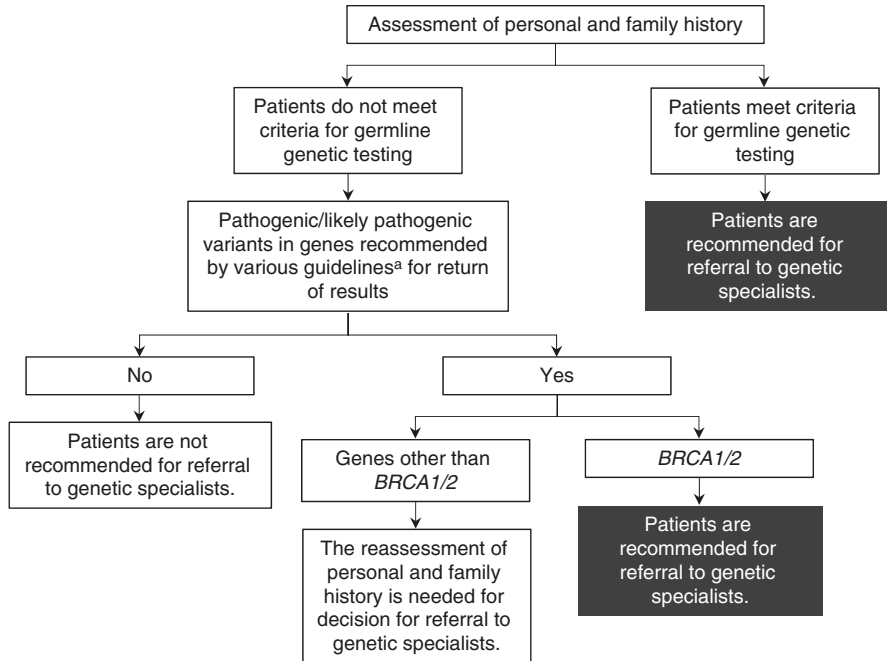 Assessment of personal and family history
Patients do not meet
criteria for germline
genetic testing
Patients meet criteria
for germline genetic
testing
Pathogenic/likely pathogenic
variants in genes recommended
by various guidelinesᵃ for return
of results
Patients are
recommended for
referral to genetic
specialists.
No
Yes
Patients are not
recommended for referral
to genetic specialists.
Genes other than
BRCA1/2
BRCA1/2
The reassessment of
personal and family
history is needed for
decision for referral to
genetic specialists.
Patients are
recommended for
referral to genetic
specialists.